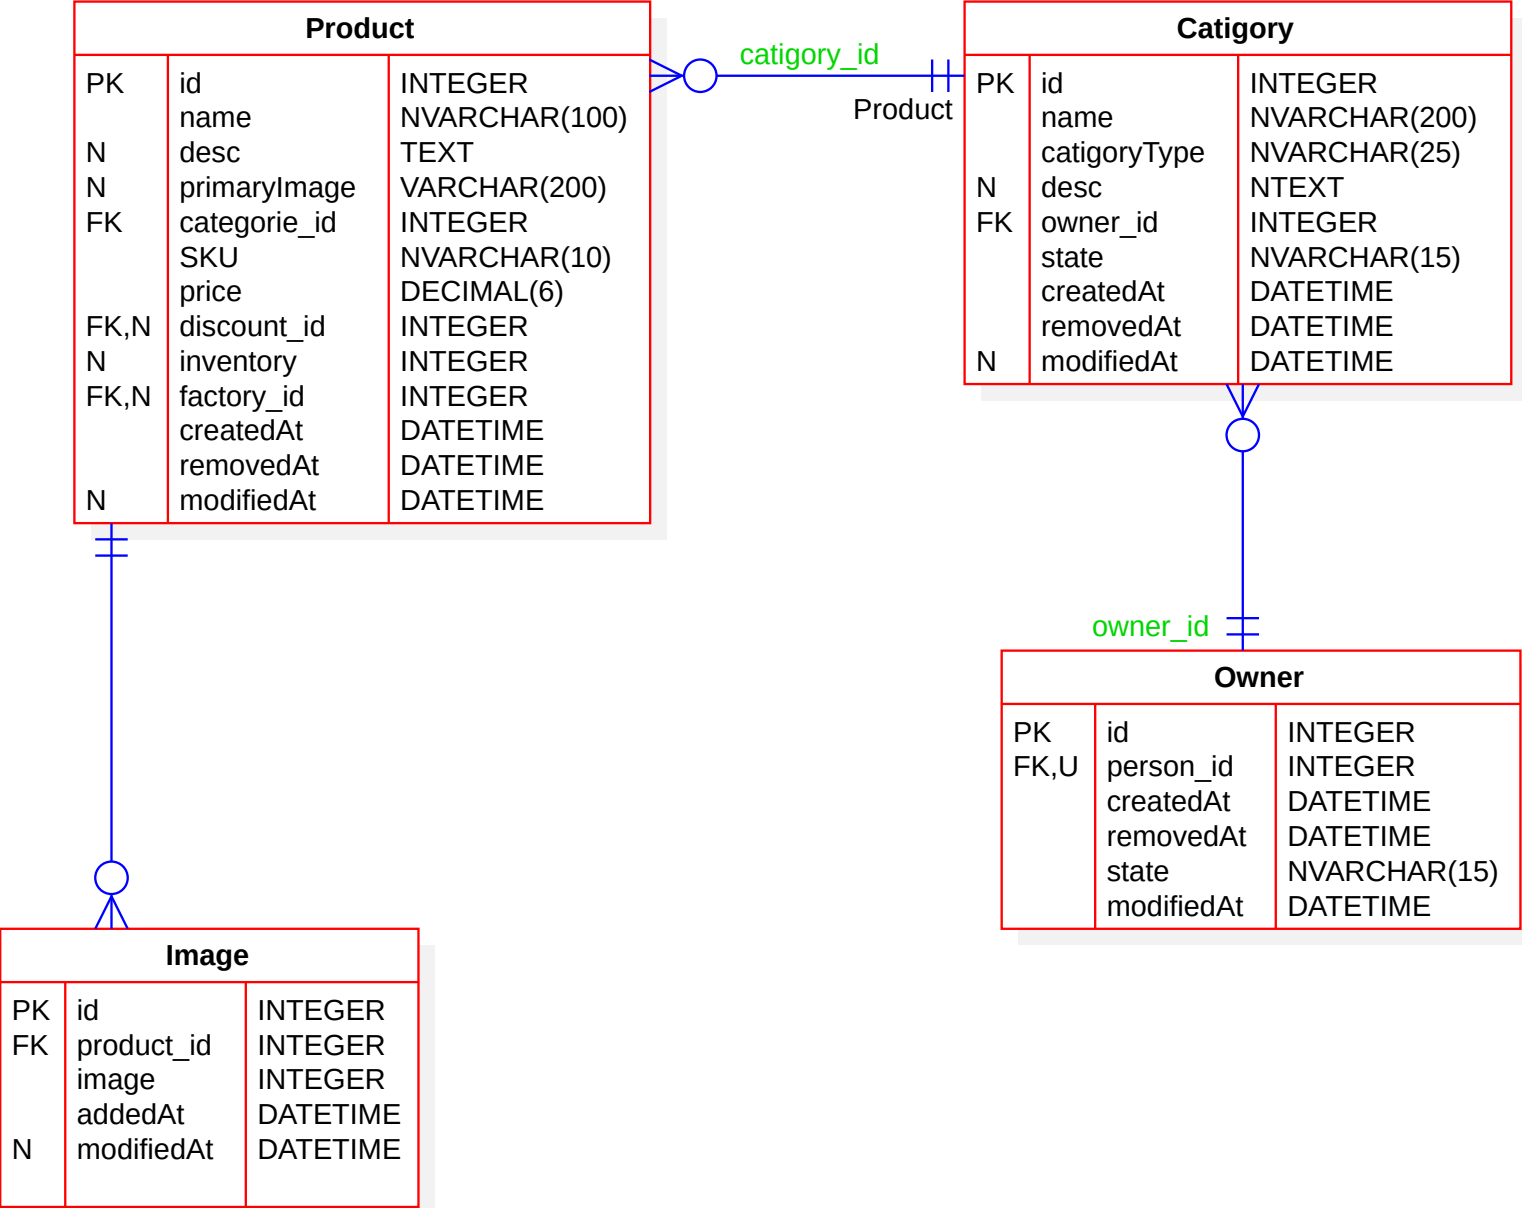 Product
PK id INTEGER
name NVARCHAR(100)
N desc TEXT
N primaryImage VARCHAR(200)
FK categorie_id INTEGER
SKU NVARCHAR(10)
price DECIMAL(6)
FK,N discount_id INTEGER
N inventory INTEGER
FK,N factory_id INTEGER
createdAt DATETIME
removedAt DATETIME
N modifiedAt DATETIME
catigory_id
Product
Catigory
PK id INTEGER
name NVARCHAR(200)
catigoryType NVARCHAR(25)
N desc NTEXT
FK owner_id INTEGER
state NVARCHAR(15)
createdAt DATETIME
removedAt DATETIME
N modifiedAt DATETIME
owner_id
Owner
PK id INTEGER
FK,U person_id INTEGER
createdAt DATETIME
removedAt DATETIME
state NVARCHAR(15)
modifiedAt DATETIME
Image
PK id INTEGER
FK product_id INTEGER
image INTEGER
addedAt DATETIME
N modifiedAt DATETIME